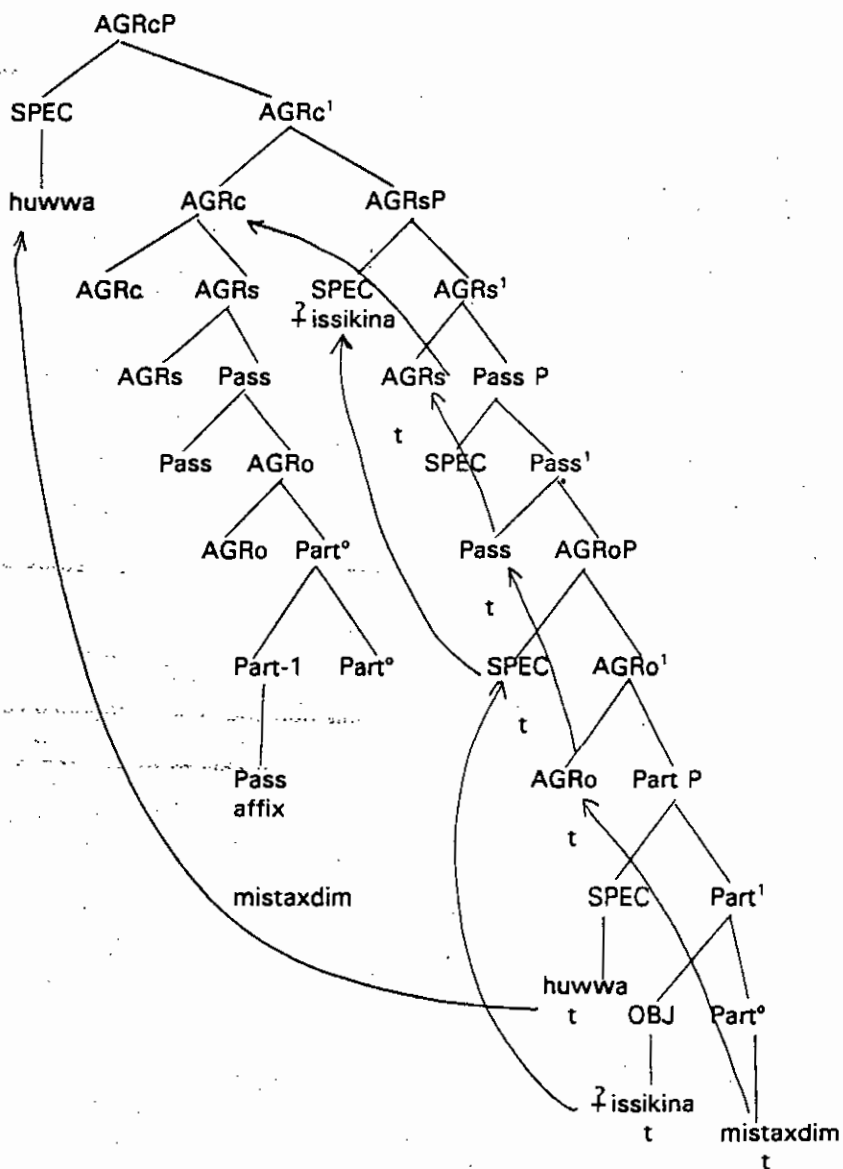 AGRcP
SPEC AGRc¹
huwwa AGRc AGRsP
AGRc AGRs SPEC AGRs¹
ʔissikina
AGRs Pass AGRs Pass P
t
Pass AGRo SPEC Pass¹
AGRo Part° Pass AGRoP
t
Part-1 Part° SPEC AGRo¹
t
Pass AGRo Part P
affix
t
mistaxdim SPEC Part¹
huwwa
t OBJ Part°
ʔissikina
t mistaxdim
t